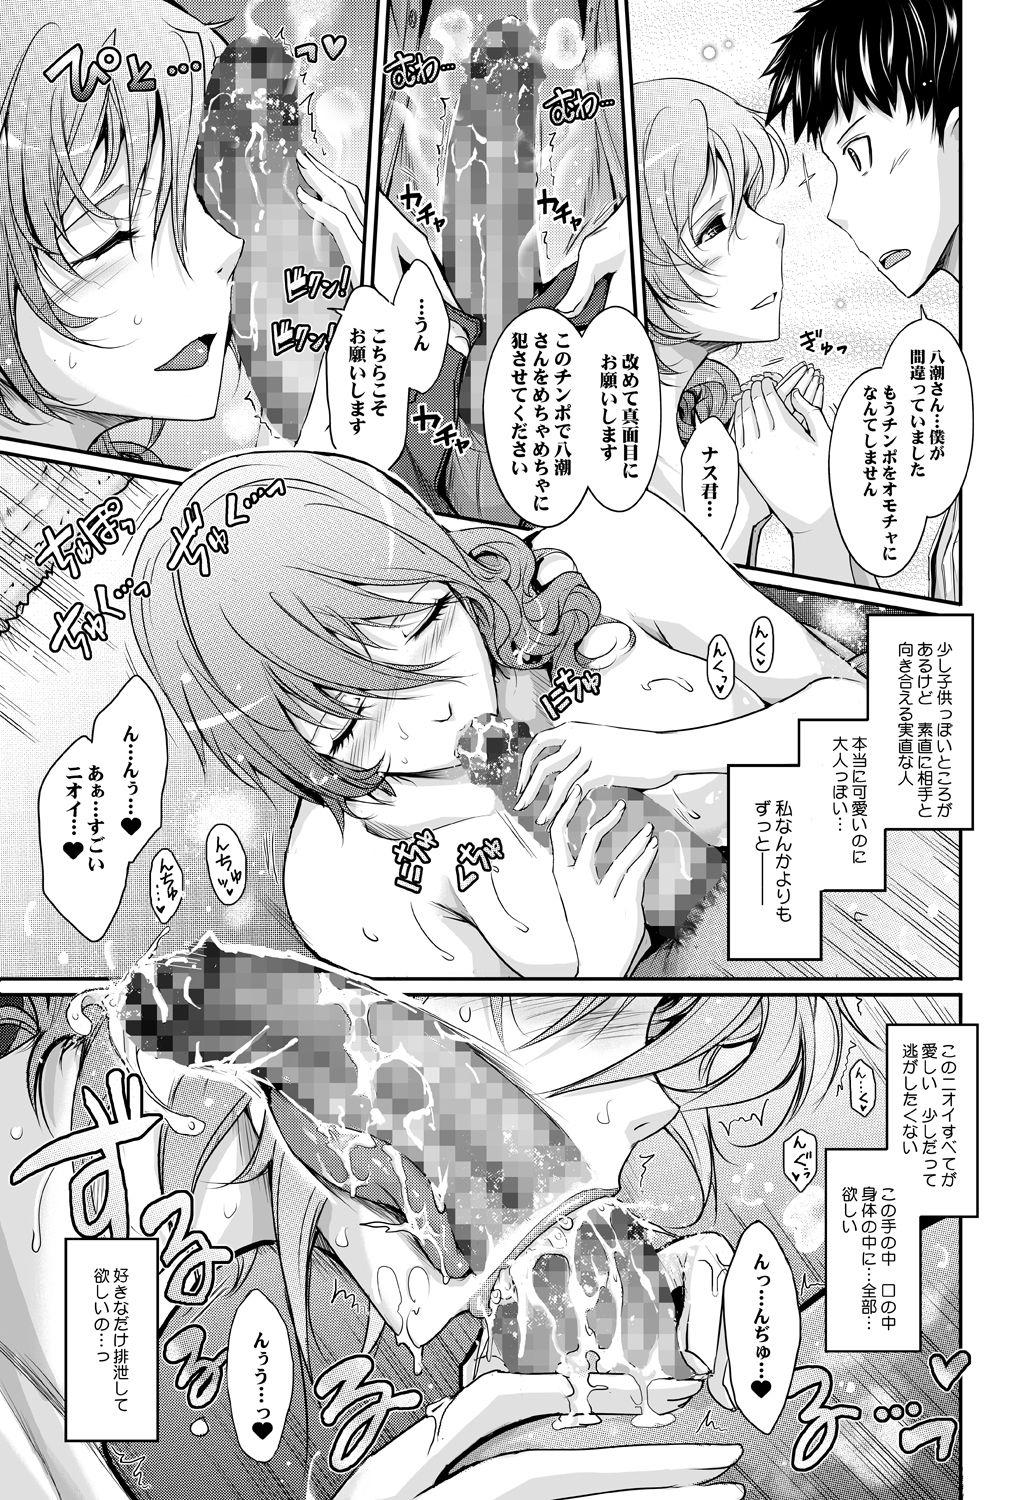 八潮さん…僕が
間違っていました
もうチンポをオモチャに
なんてしません
ぎゅっ
ナス君…
改めて真面目に
お願いします
このチンポで八潮
さんをめちゃめちゃに
犯させてください
むわ…
むわ…
カチャ
カチャ
ぴと…
っ♡
ビクン!
ビクン!
…うん
こちらこそ
お願いします
少し子供っぽいところが
あるけど 素直に相手と
向き合える実直な人
本当に可愛いのに
大人っぽい…
私なんかよりも
ずっと――
んく♡
んくっ♡
にちゅ
ぢゅく…
ちゅぽっ
ぢゅく…
にちゅ
くちゅ
ん…んぅ…♥
あぁ…すごい
ニオイ…♥
んちゅ♡
んちゅ…♡
このニオイすべてが
愛しい 少しだって
逃がしたくない
この手の中 口の中
身体の中に…全部…
欲しい
ん…く♡
んぐっ♡
んっ…んぢゅ…♥
んぅう…っ♥
ずるるる
るる…っ♡
好きなだけ排泄して
欲しいの…っ